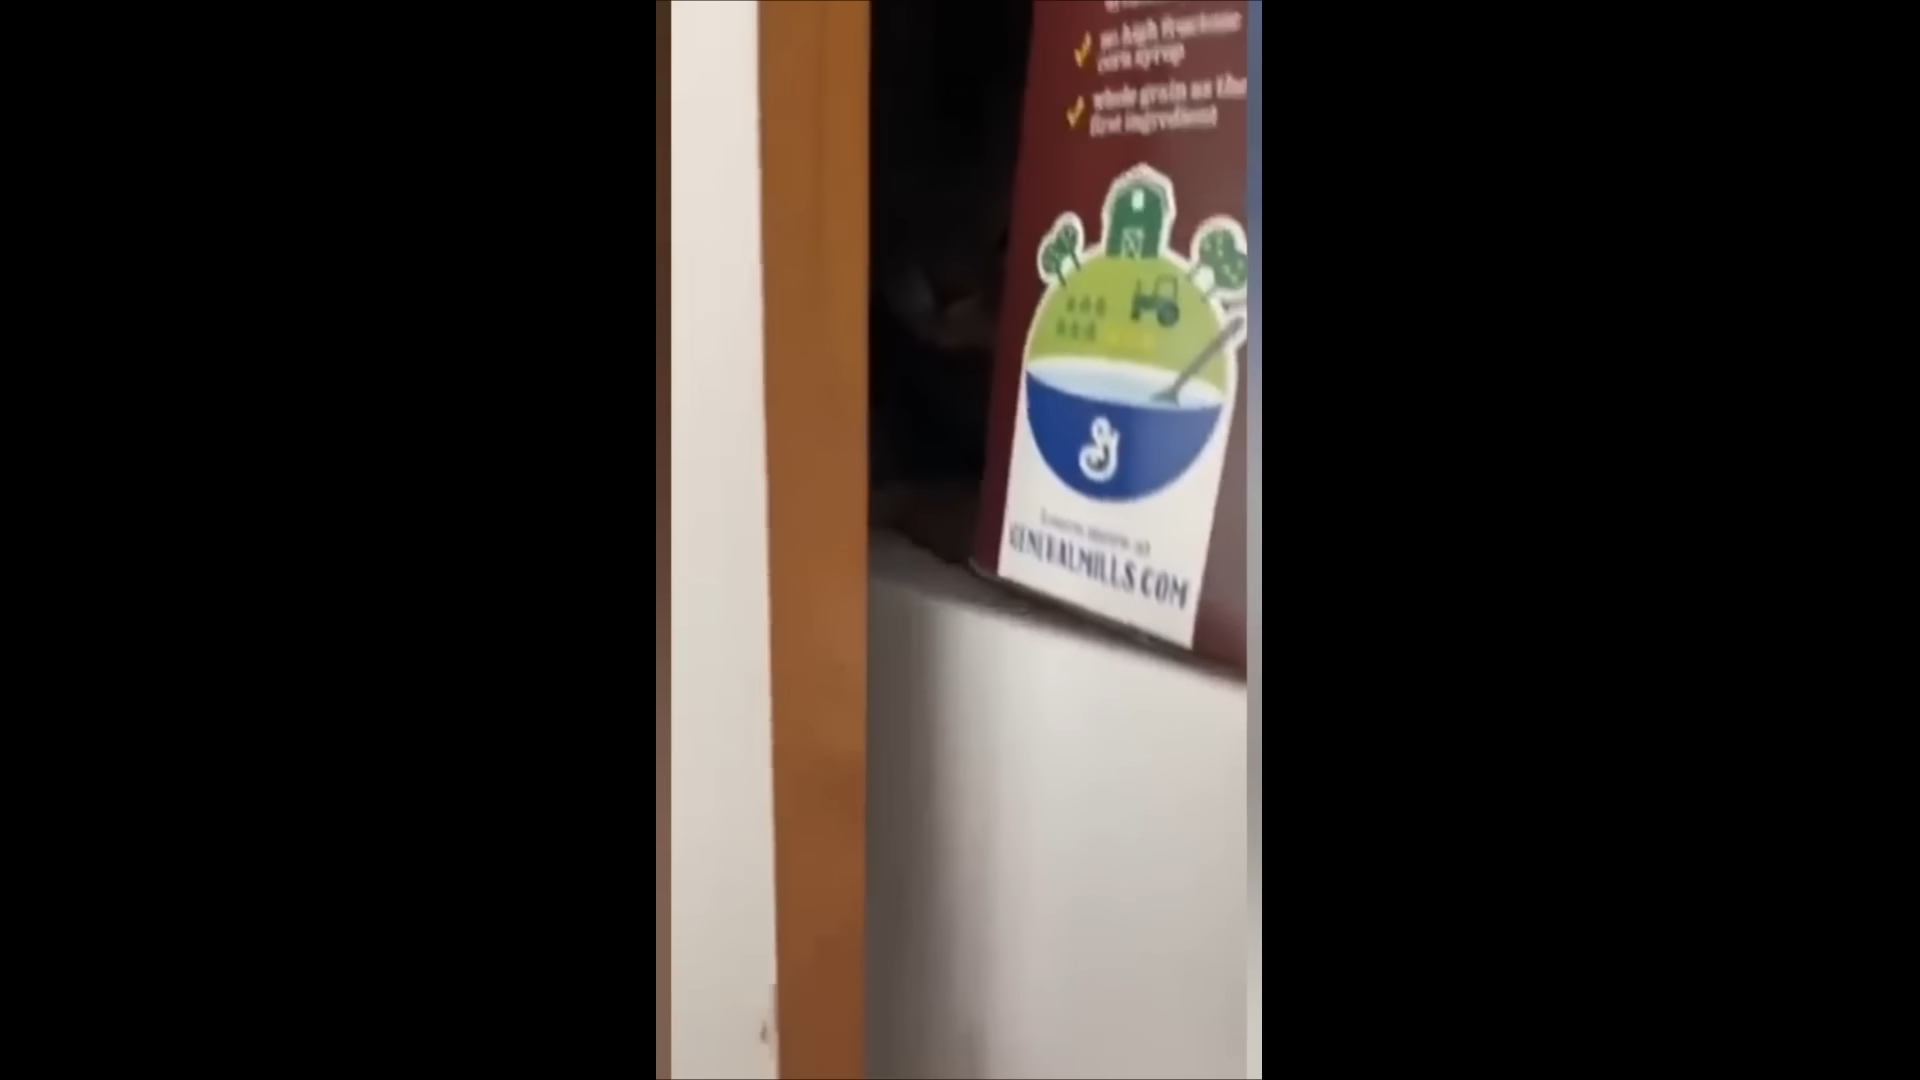 no high fructose
corn syrup
whole grain as the
first ingredient
G
Learn more at
GENERALMILLS.COM